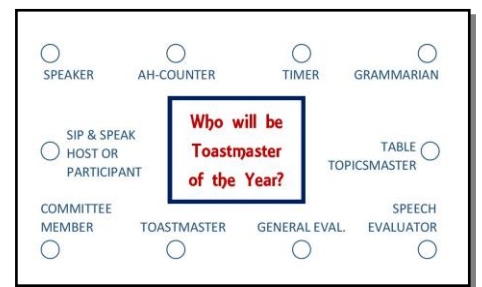 SPEAKER
AH-COUNTER
TIMER
GRAMMARIAN
SIP & SPEAK
HOST OR
PARTICIPANT
Who will be
Toastmaster
of the Year?
TABLE
TOPICSMASTER
COMMITTEE
MEMBER
TOASTMASTER
GENERAL EVAL.
SPEECH
EVALUATOR